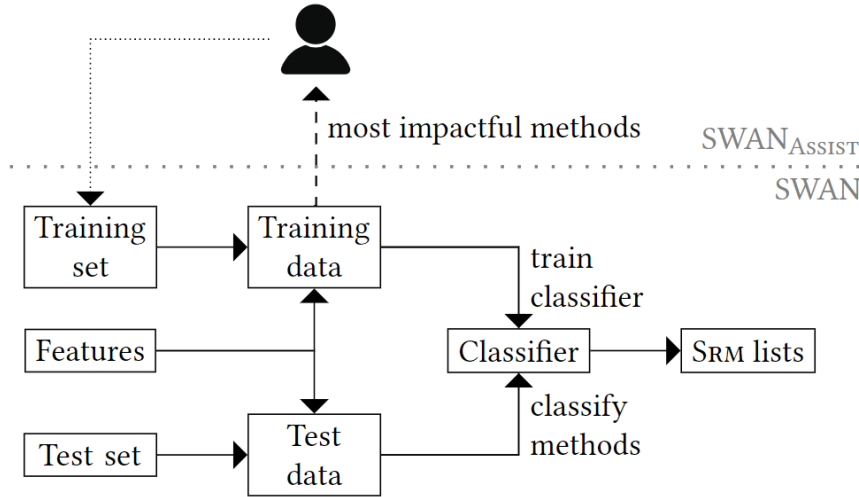 most impactful methods
SWANAssist
SWAN
Training
set
Training
data
train
classifier
Features
Classifier
SRM lists
classify
methods
Test set
Test
data